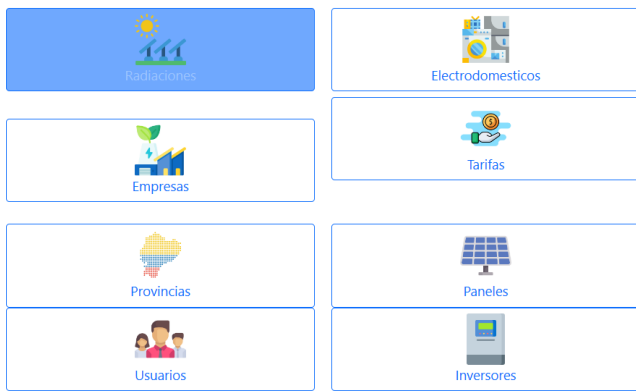 Radiaciones
Electrodomesticos
Empresas
Tarifas
Provincias
Paneles
Usuarios
Inversores